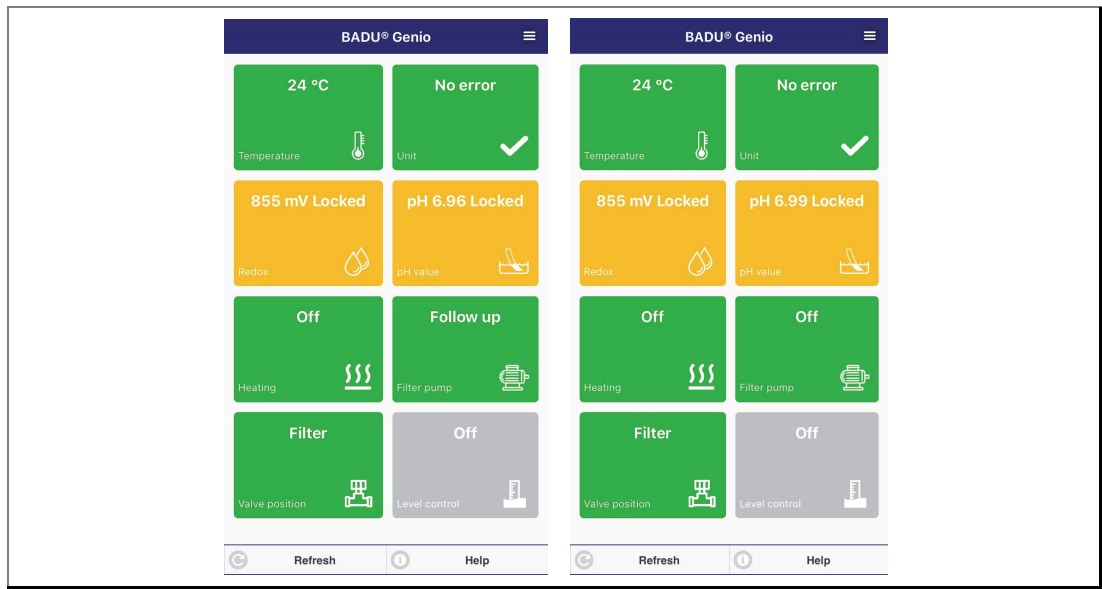 BADU® Genio
24 °C
No error
Temperature
Unit
855 mV Locked
pH 6.96 Locked
Redox
pH value
Off
Follow up
Heating
Filter pump
Filter
Off
Valve position
Level control
Refresh
Help
BADU® Genio
24 °C
No error
Temperature
Unit
855 mV Locked
pH 6.99 Locked
Redox
pH value
Off
Off
Heating
Filter pump
Filter
Off
Valve position
Level control
Refresh
Help